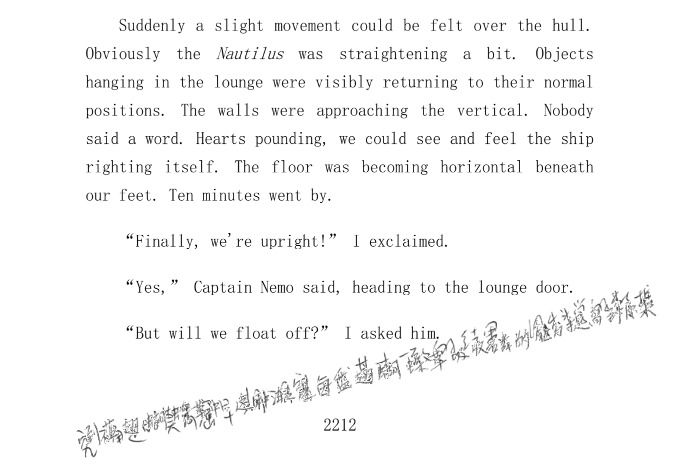 Suddenly a slight movement could be felt over the hull.
Obviously the Nautilus was straightening a bit. Objects
hanging in the lounge were visibly returning to their normal
positions. The walls were approaching the vertical. Nobody
said a word. Hearts pounding, we could see and feel the ship
righting itself. The floor was becoming horizontal beneath
our feet. Ten minutes went by.
“Finally, we're upright!” I exclaimed.
“Yes,” Captain Nemo said, heading to the lounge door.
“But will we float off?” I asked him.
2212